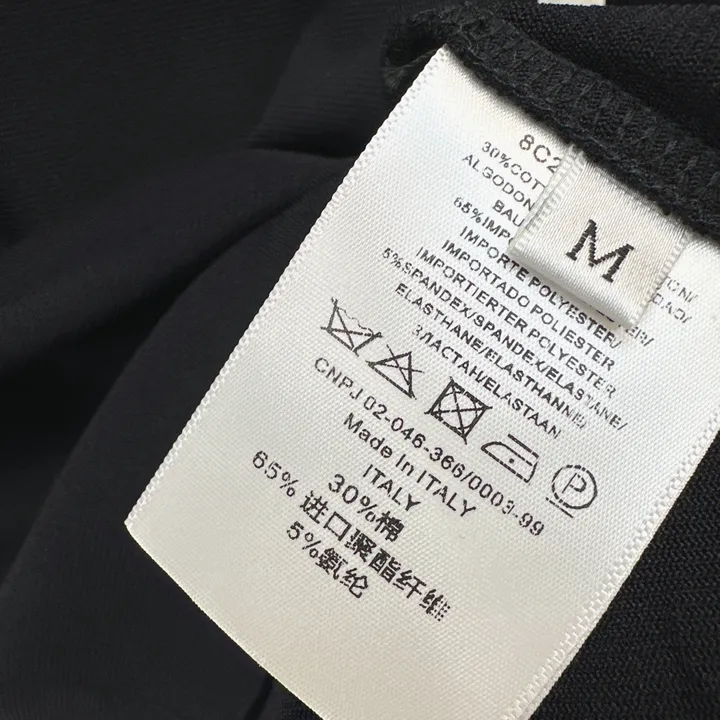 8C2
30%COT
ALGODON
BAU
65%IMP
IMPORTE POLYESTER/
IMPORTADO POLIESTER
IMPORTIERTER POLYESTER
5%SPANDEX/SPANDEX/ELASTANE/
ELASTHANE/ELASTHANNE/
ЭЛАСТАН/ELASTAAN
P
CNPJ 02-046-366/0003-99
Made In ITALY
ITALY
30%棉
65% 进口聚酯纤维
5%氨纶
M